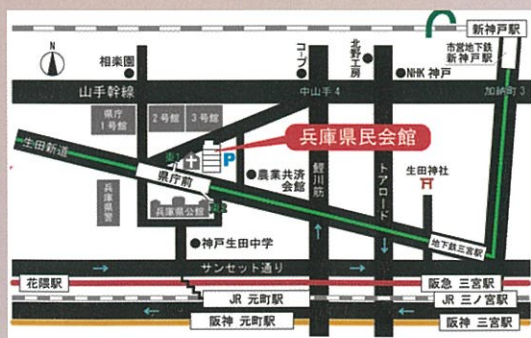 新神戸駅
N
相楽園
コープ
北野工房
市営地下鉄
新神戸駅
NHK 神戸
山手幹線
中山手4
加納町3
県庁
1号館
2号館
3号館
兵庫県民会館
生田新道
東1
P
県庁前
農業共済
会館
鯉川筋
トアロード
生田神社
兵庫県警
兵庫県公館
東2
地下鉄三宮駅
神戸生田中学
サンセット通り
花隈駅
阪急 三宮駅
JR 元町駅
JR 三ノ宮駅
阪神 元町駅
阪神 三宮駅